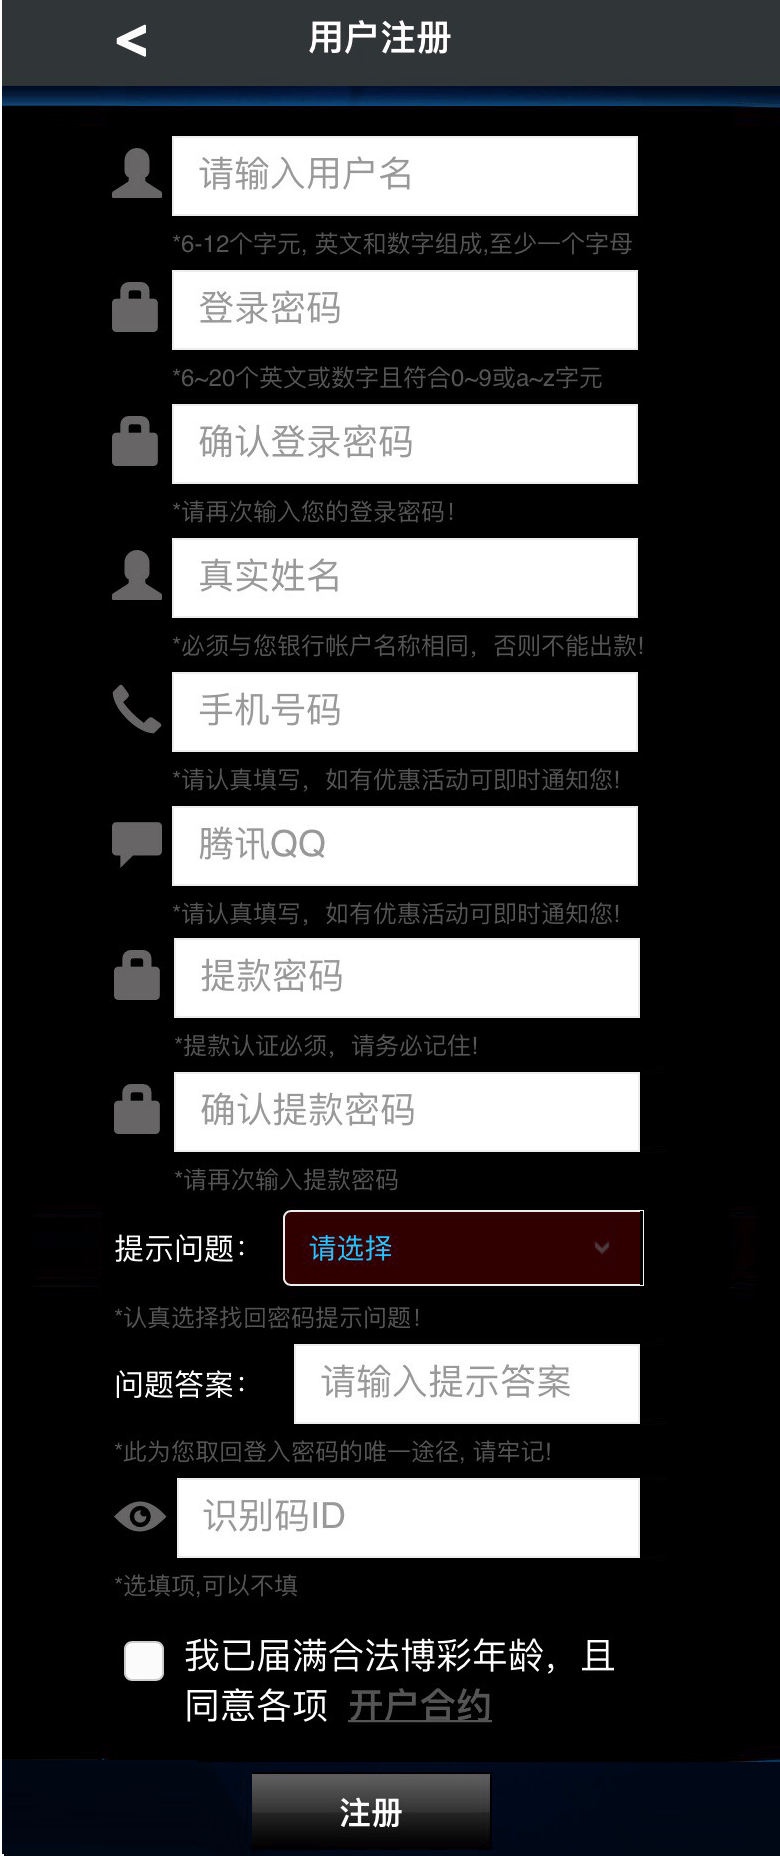 <
用户注册
请输入用户名
*6-12个字元, 英文和数字组成,至少一个字母
登录密码
*6~20个英文或数字且符合0~9或a~z字元
确认登录密码
*请再次输入您的登录密码!
真实姓名
*必须与您银行帐户名称相同，否则不能出款!
手机号码
*请认真填写，如有优惠活动可即时通知您!
腾讯QQ
*请认真填写，如有优惠活动可即时通知您!
提款密码
*提款认证必须，请务必记住!
确认提款密码
*请再次输入提款密码
提示问题： 请选择
*认真选择找回密码提示问题!
问题答案： 请输入提示答案
*此为您取回登入密码的唯一途径, 请牢记!
识别码ID
*选填项,可以不填
我已届满合法博彩年龄，且
同意各项 开户合约
注册